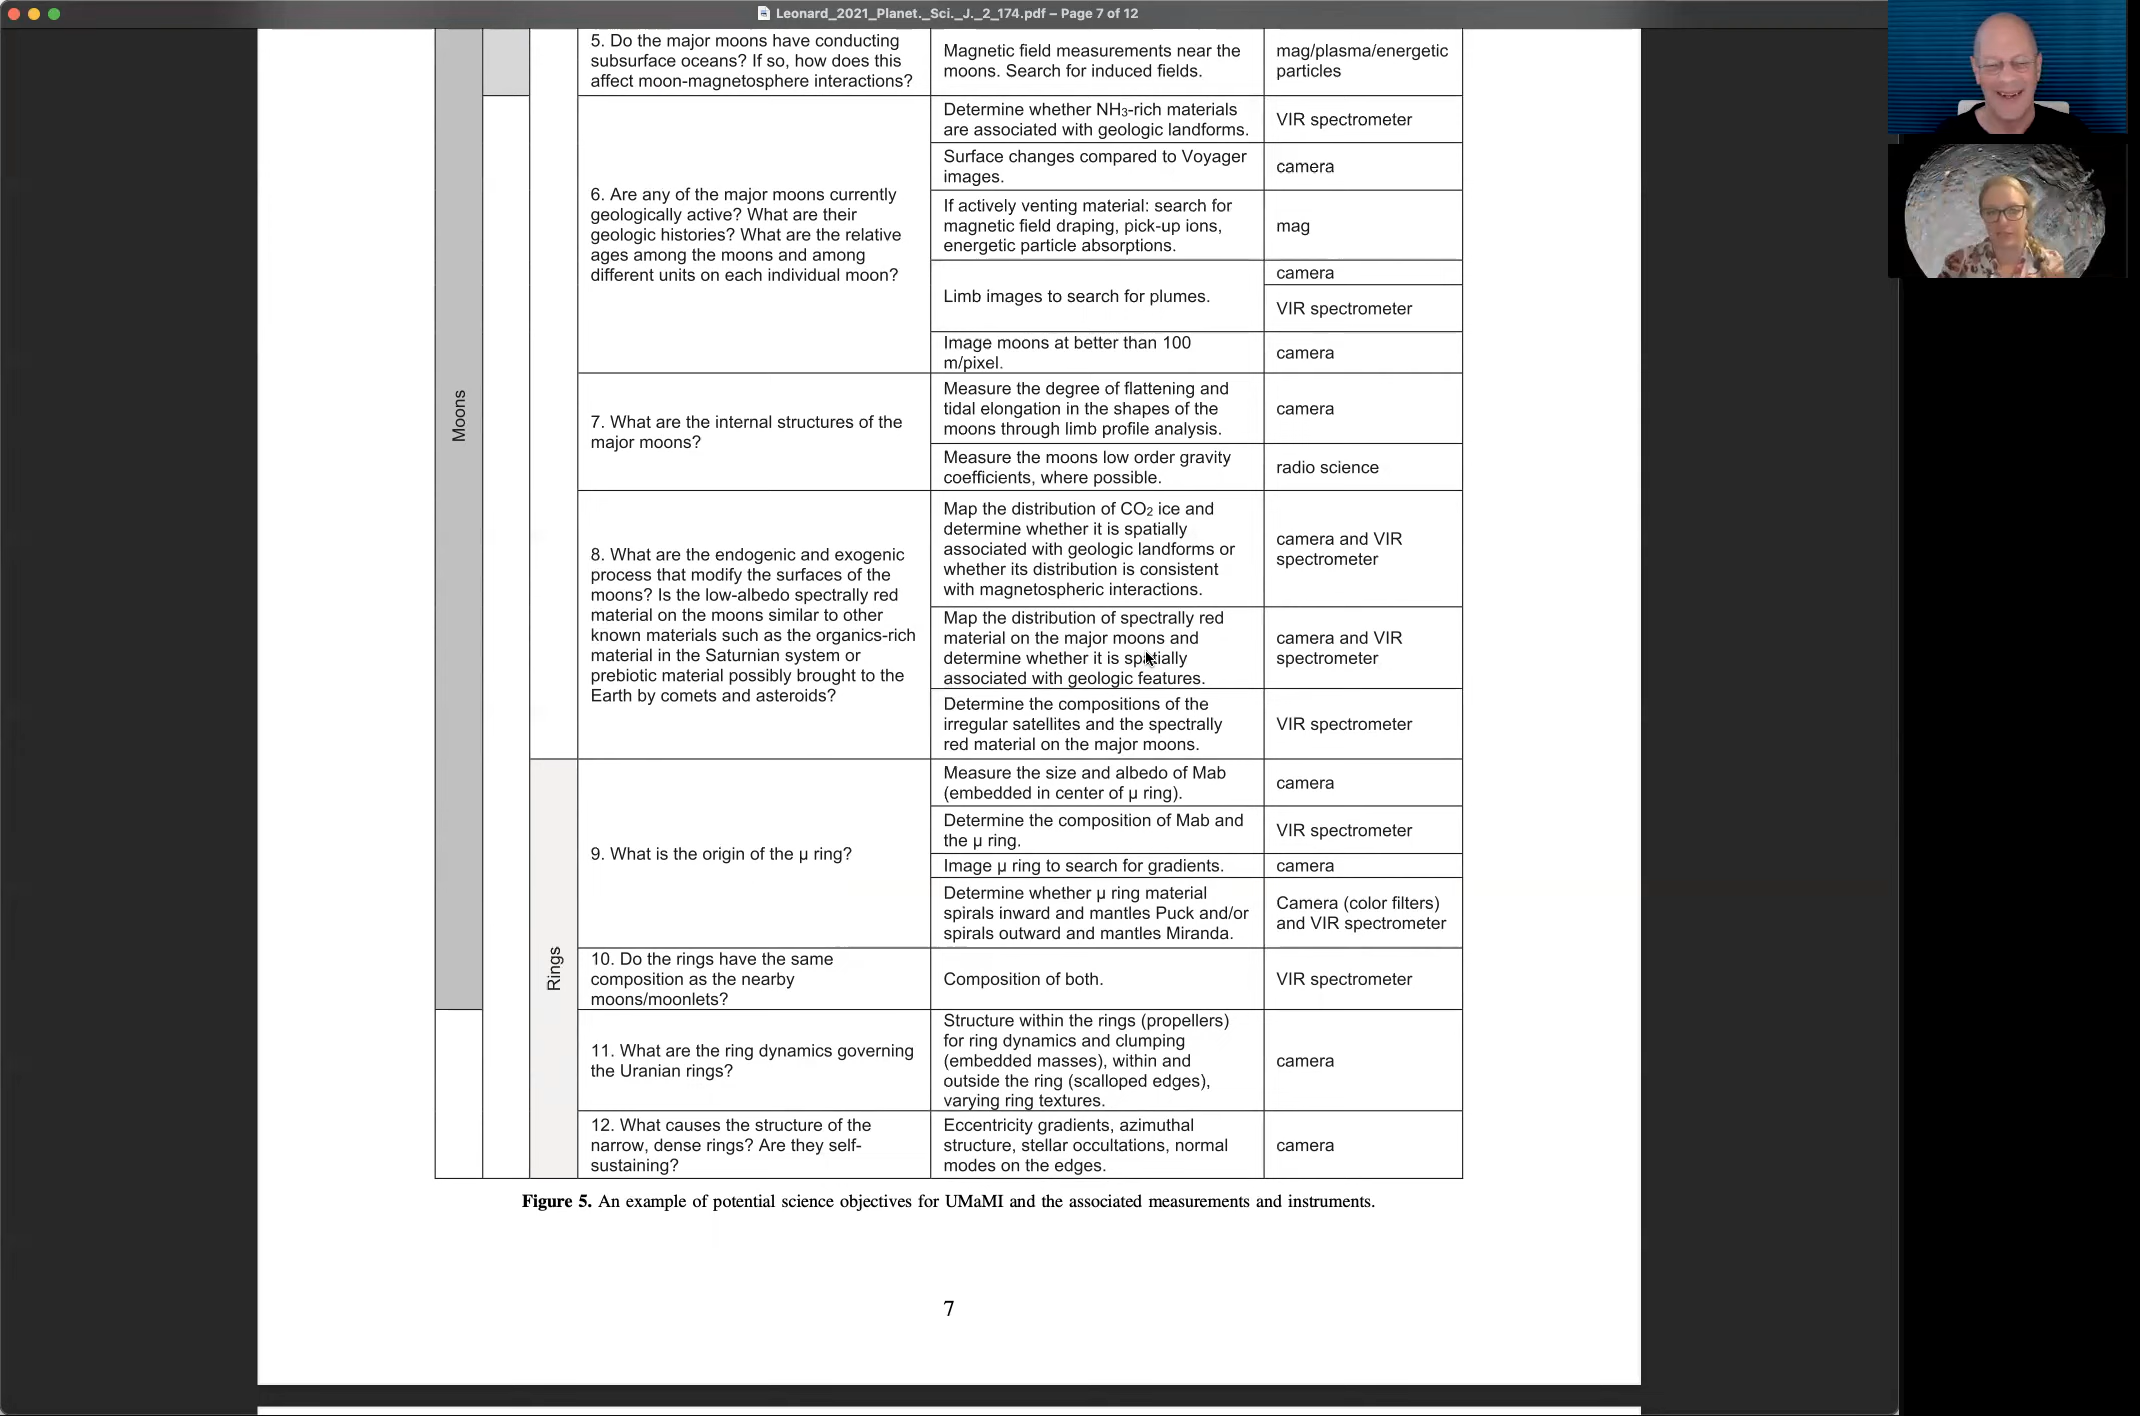 Leonard_2021_Planet._Sci._J._2_174.pdf – Page 7 of 12
Moons
5. Do the major moons have conducting
subsurface oceans? If so, how does this
affect moon-magnetosphere interactions?
Magnetic field measurements near the
moons. Search for induced fields.
mag/plasma/energetic
particles
6. Are any of the major moons currently
geologically active? What are their
geologic histories? What are the relative
ages among the moons and among
different units on each individual moon?
Determine whether NH₃-rich materials
are associated with geologic landforms.
VIR spectrometer
Surface changes compared to Voyager
images.
camera
If actively venting material: search for
magnetic field draping, pick-up ions,
energetic particle absorptions.
mag
Limb images to search for plumes.
camera
VIR spectrometer
Image moons at better than 100
m/pixel.
camera
7. What are the internal structures of the
major moons?
Measure the degree of flattening and
tidal elongation in the shapes of the
moons through limb profile analysis.
camera
Measure the moons low order gravity
coefficients, where possible.
radio science
8. What are the endogenic and exogenic
process that modify the surfaces of the
moons? Is the low-albedo spectrally red
material on the moons similar to other
known materials such as the organics-rich
material in the Saturnian system or
prebiotic material possibly brought to the
Earth by comets and asteroids?
Map the distribution of CO₂ ice and
determine whether it is spatially
associated with geologic landforms or
whether its distribution is consistent
with magnetospheric interactions.
camera and VIR
spectrometer
Map the distribution of spectrally red
material on the major moons and
determine whether it is spatially
associated with geologic features.
camera and VIR
spectrometer
Determine the compositions of the
irregular satellites and the spectrally
red material on the major moons.
VIR spectrometer
Rings
9. What is the origin of the μ ring?
Measure the size and albedo of Mab
(embedded in center of μ ring).
camera
Determine the composition of Mab and
the μ ring.
VIR spectrometer
Image μ ring to search for gradients.
camera
Determine whether μ ring material
spirals inward and mantles Puck and/or
spirals outward and mantles Miranda.
Camera (color filters)
and VIR spectrometer
10. Do the rings have the same
composition as the nearby
moons/moonlets?
Composition of both.
VIR spectrometer
11. What are the ring dynamics governing
the Uranian rings?
Structure within the rings (propellers)
for ring dynamics and clumping
(embedded masses), within and
outside the ring (scalloped edges),
varying ring textures.
camera
12. What causes the structure of the
narrow, dense rings? Are they self-
sustaining?
Eccentricity gradients, azimuthal
structure, stellar occultations, normal
modes on the edges.
camera
Figure 5. An example of potential science objectives for UMaMI and the associated measurements and instruments.
7